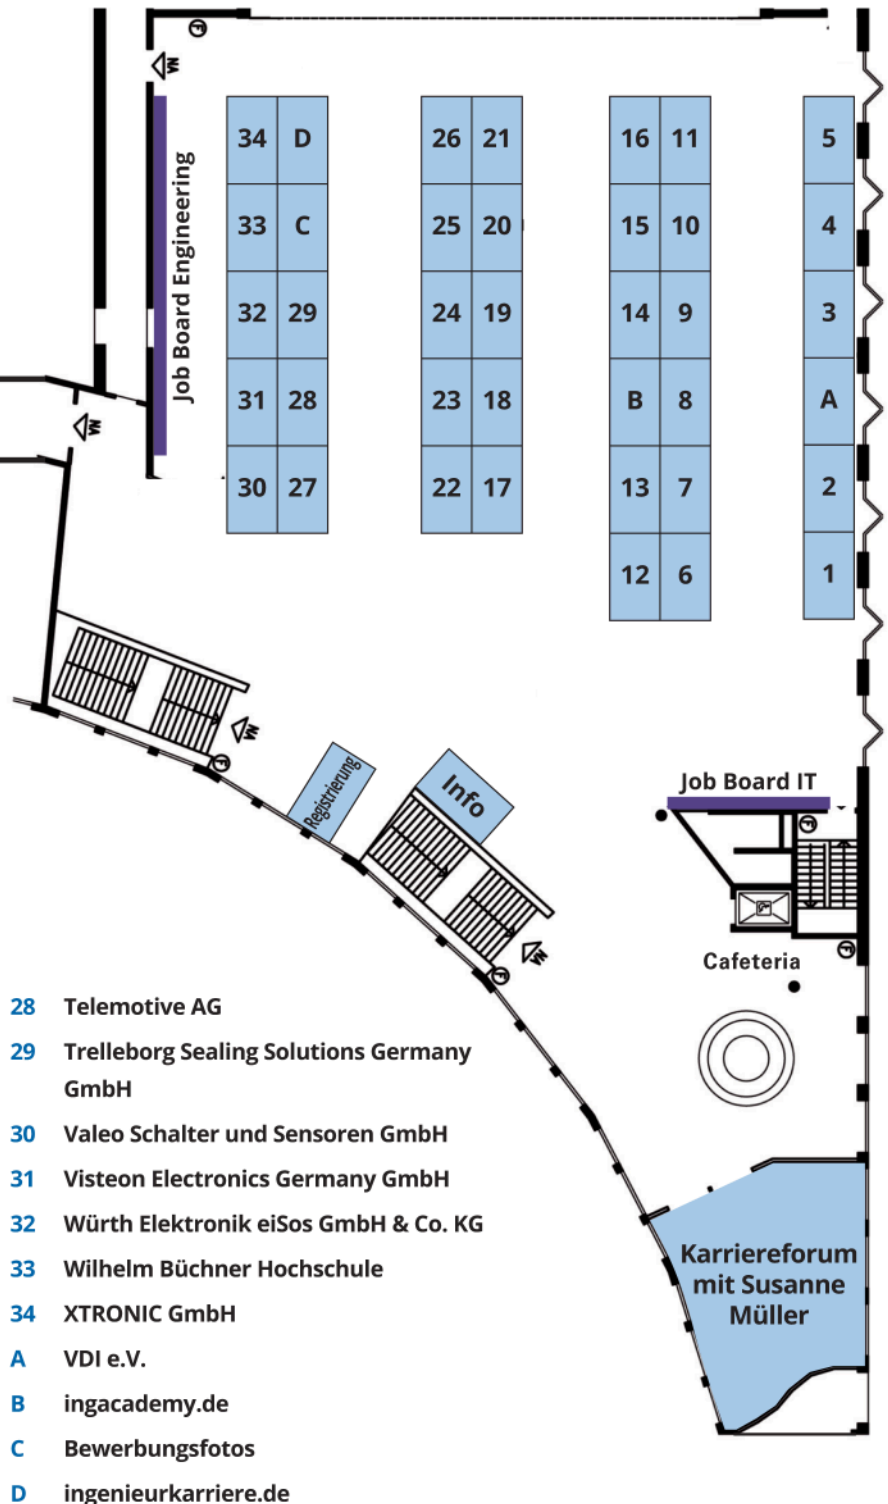 F
NA
34 D 26 21 16 11 5
33 C 25 20 15 10 4
32 29 24 19 14 9 3
31 28 23 18 B 8 A
30 27 22 17 13 7 2
12 6 1
Job Board Engineering
NA
NA
F
Registrierung
Info
Job Board IT
F
NA
F
F
Cafeteria
Karriereforum
mit Susanne
Müller
28 Telemotive AG
29 Trelleborg Sealing Solutions Germany
GmbH
30 Valeo Schalter und Sensoren GmbH
31 Visteon Electronics Germany GmbH
32 Würth Elektronik eiSos GmbH & Co. KG
33 Wilhelm Büchner Hochschule
34 XTRONIC GmbH
A VDI e.V.
B ingacademy.de
C Bewerbungsfotos
D ingenieurkarriere.de